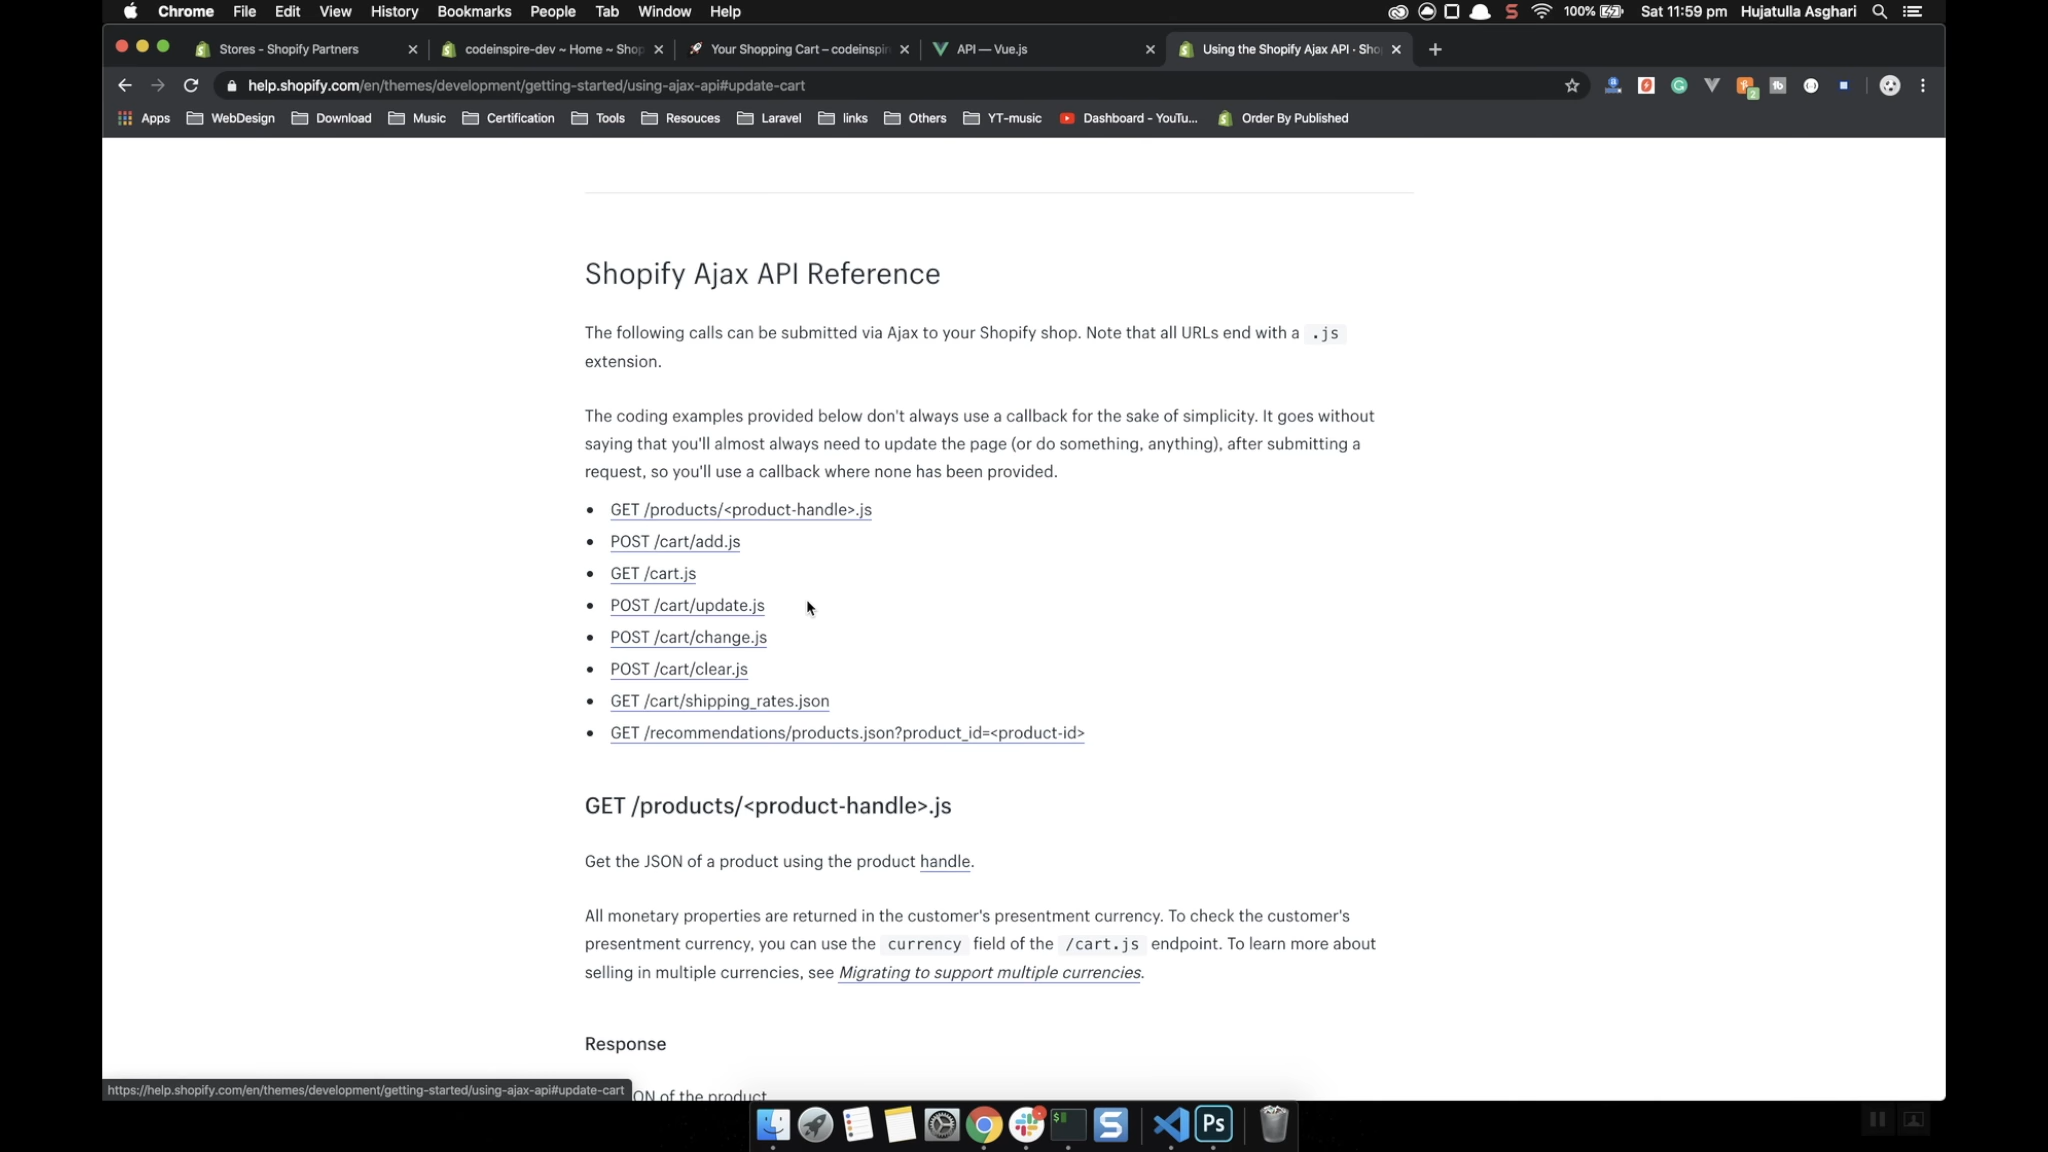 Chrome File Edit View History Bookmarks People Tab Window Help 100% Sat 11:59 pm Hujatulla Asghari
Stores - Shopify Partners codeinspire-dev ~ Home ~ Shop Your Shopping Cart – codeinspir API — Vue.js Using the Shopify Ajax API · Sho
help.shopify.com/en/themes/development/getting-started/using-ajax-api#update-cart
Apps WebDesign Download Music Certification Tools Resouces Laravel links Others YT-music Dashboard - YouTu... Order By Published
Shopify Ajax API Reference
The following calls can be submitted via Ajax to your Shopify shop. Note that all URLs end with a .js
extension.
The coding examples provided below don't always use a callback for the sake of simplicity. It goes without
saying that you'll almost always need to update the page (or do something, anything), after submitting a
request, so you'll use a callback where none has been provided.
GET /products/<product-handle>.js
POST /cart/add.js
GET /cart.js
POST /cart/update.js
POST /cart/change.js
POST /cart/clear.js
GET /cart/shipping_rates.json
GET /recommendations/products.json?product_id=<product-id>
GET /products/<product-handle>.js
Get the JSON of a product using the product handle.
All monetary properties are returned in the customer's presentment currency. To check the customer's
presentment currency, you can use the currency field of the /cart.js endpoint. To learn more about
selling in multiple currencies, see Migrating to support multiple currencies.
Response
https://help.shopify.com/en/themes/development/getting-started/using-ajax-api#update-cart
ON of the product
Ps